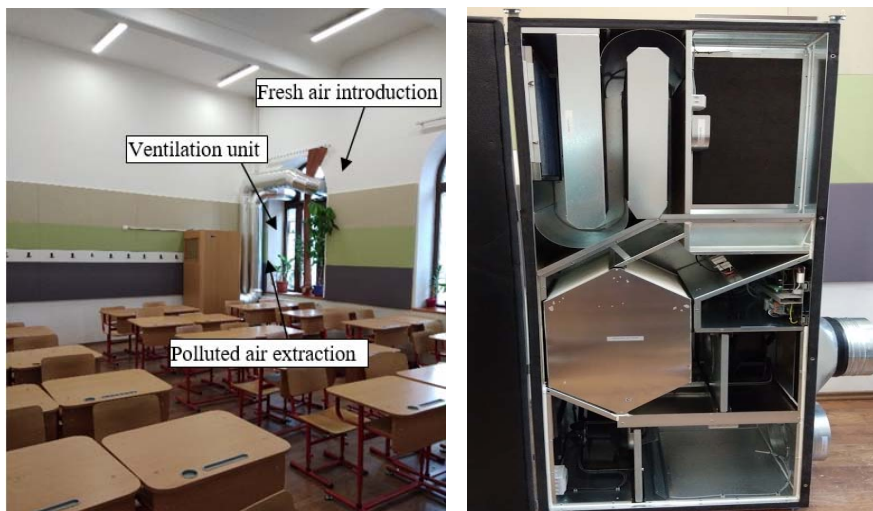 Fresh air introduction
Ventilation unit
Polluted air extraction